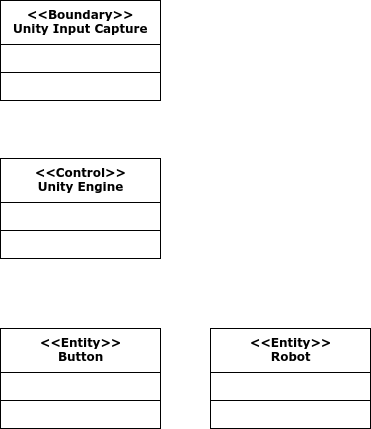 <<Boundary>>
Unity Input Capture
<<Control>>
Unity Engine
<<Entity>>
Button
<<Entity>>
Robot